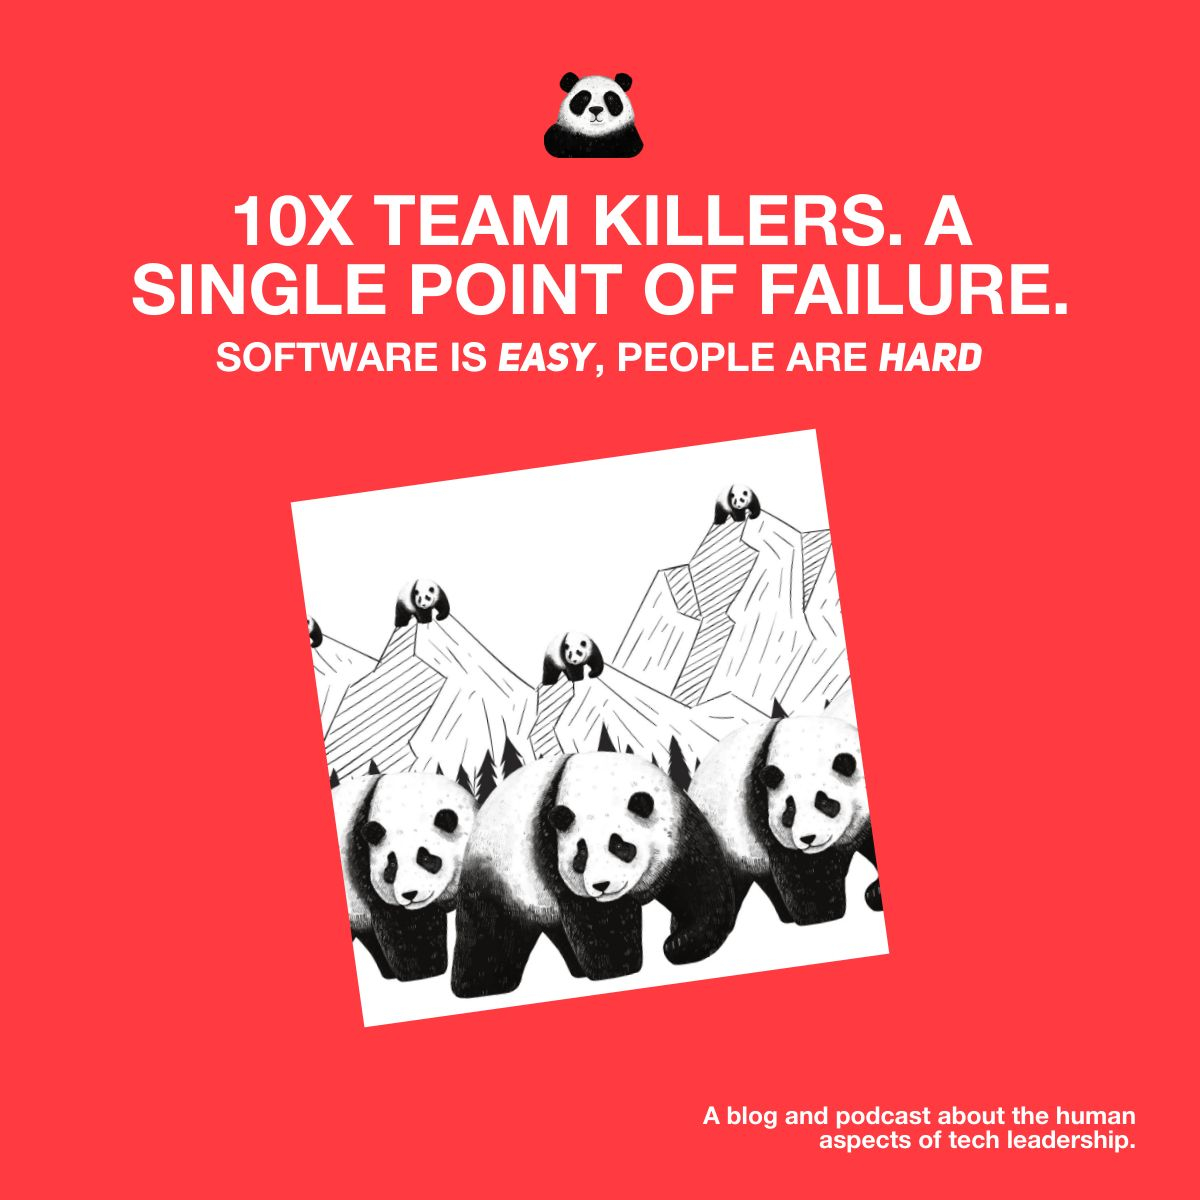 10X TEAM KILLERS. A
SINGLE POINT OF FAILURE.
SOFTWARE IS EASY, PEOPLE ARE HARD
A blog and podcast about the human
aspects of tech leadership.